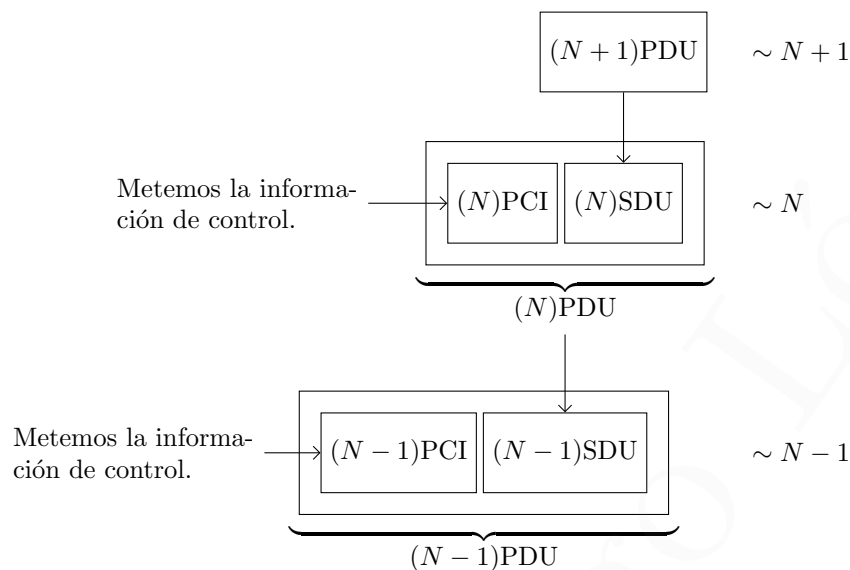 (N + 1)PDU
∼ N + 1
Metemos la informa-
ción de control.
(N)PCI
(N)SDU
∼ N
(N)PDU
Metemos la informa-
ción de control.
(N − 1)PCI
(N − 1)SDU
∼ N − 1
(N − 1)PDU